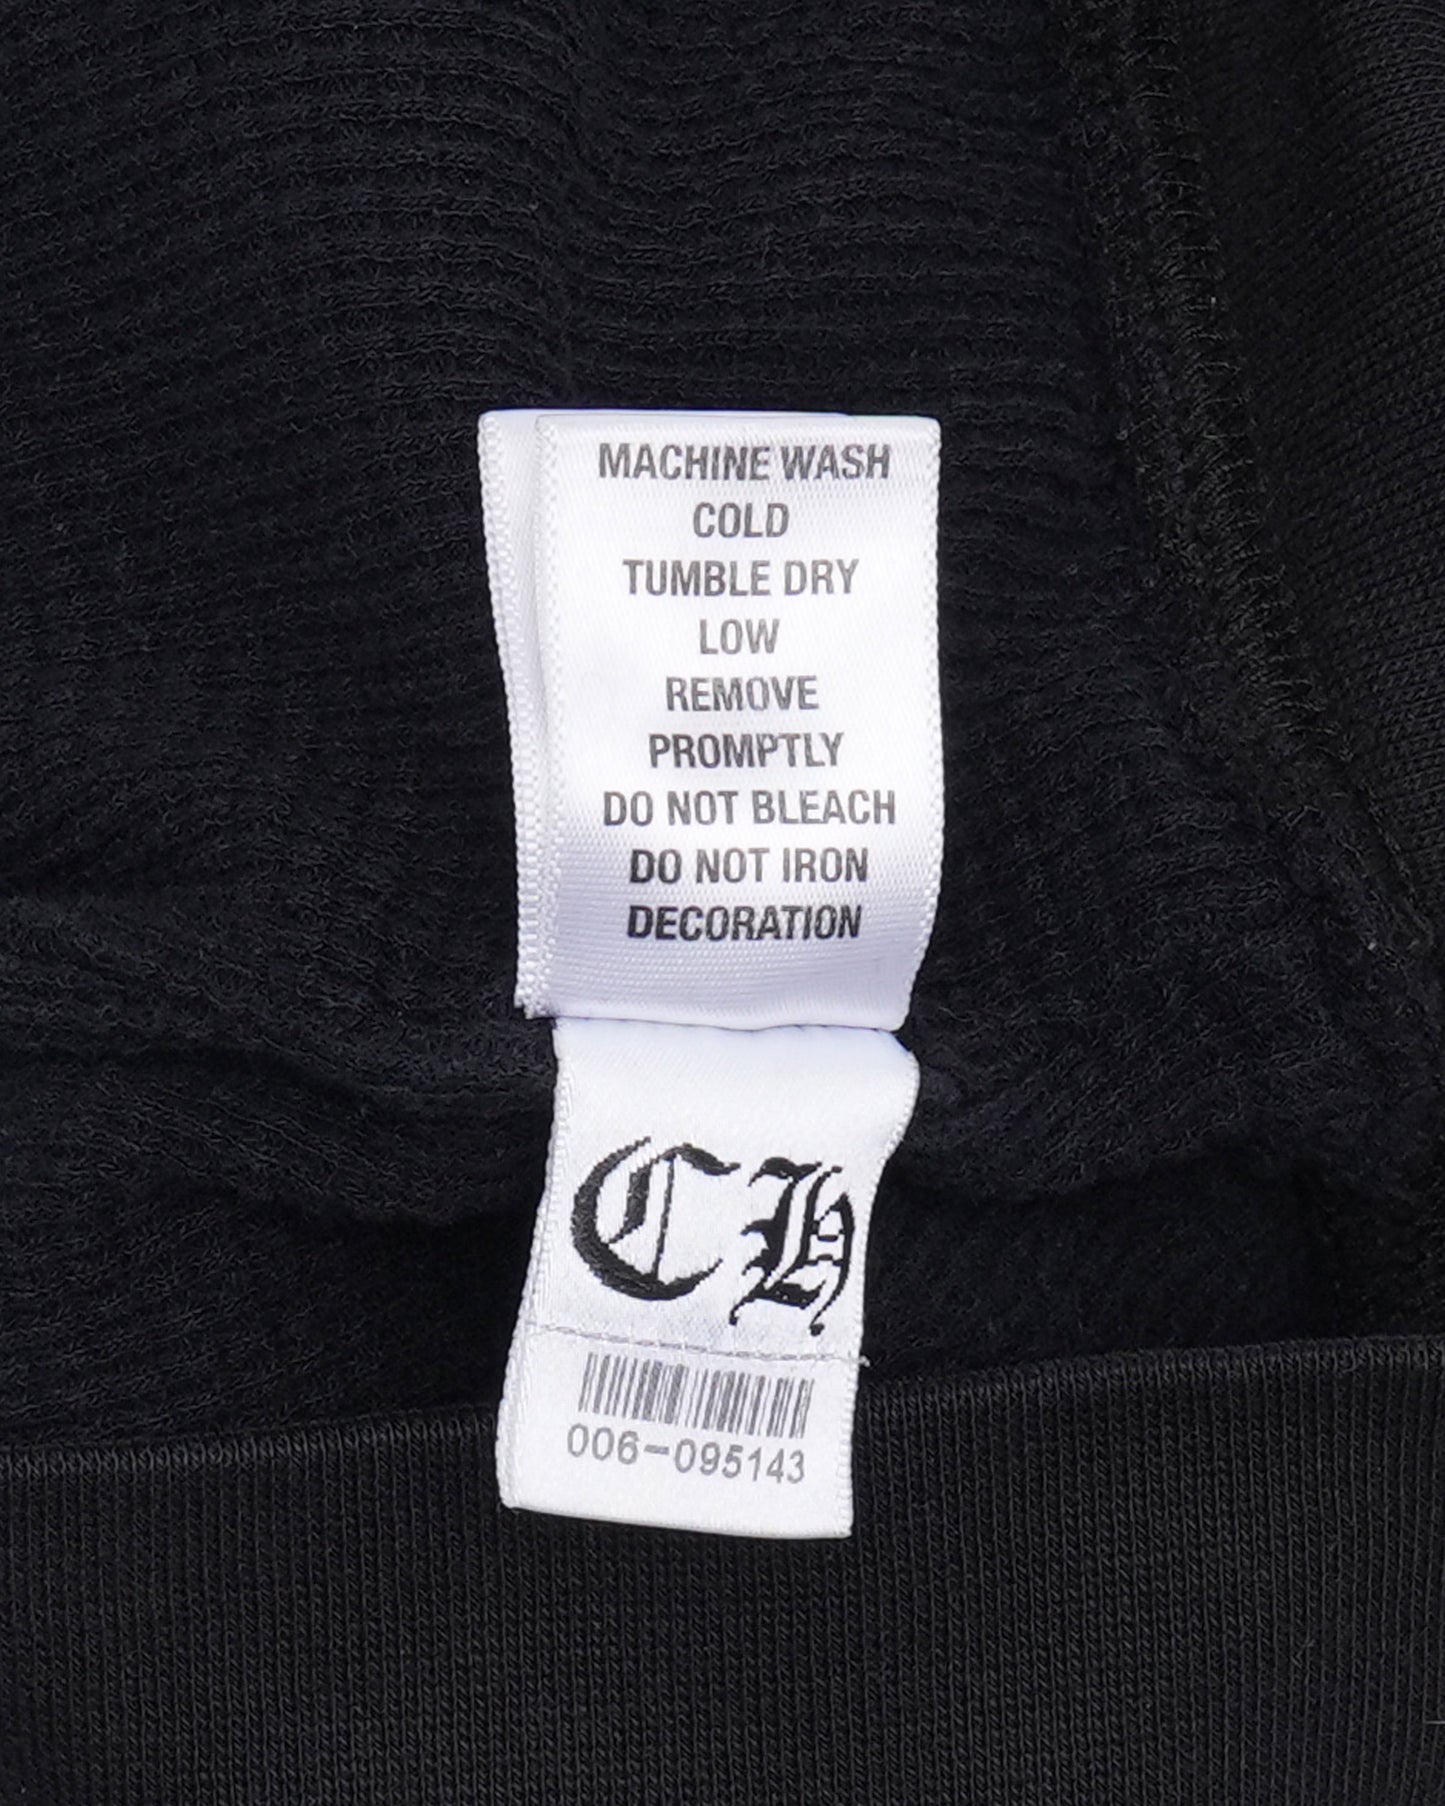 MACHINE WASH
COLD
TUMBLE DRY
LOW
REMOVE
PROMPTLY
DO NOT BLEACH
DO NOT IRON
DECORATION
CH
006-095143